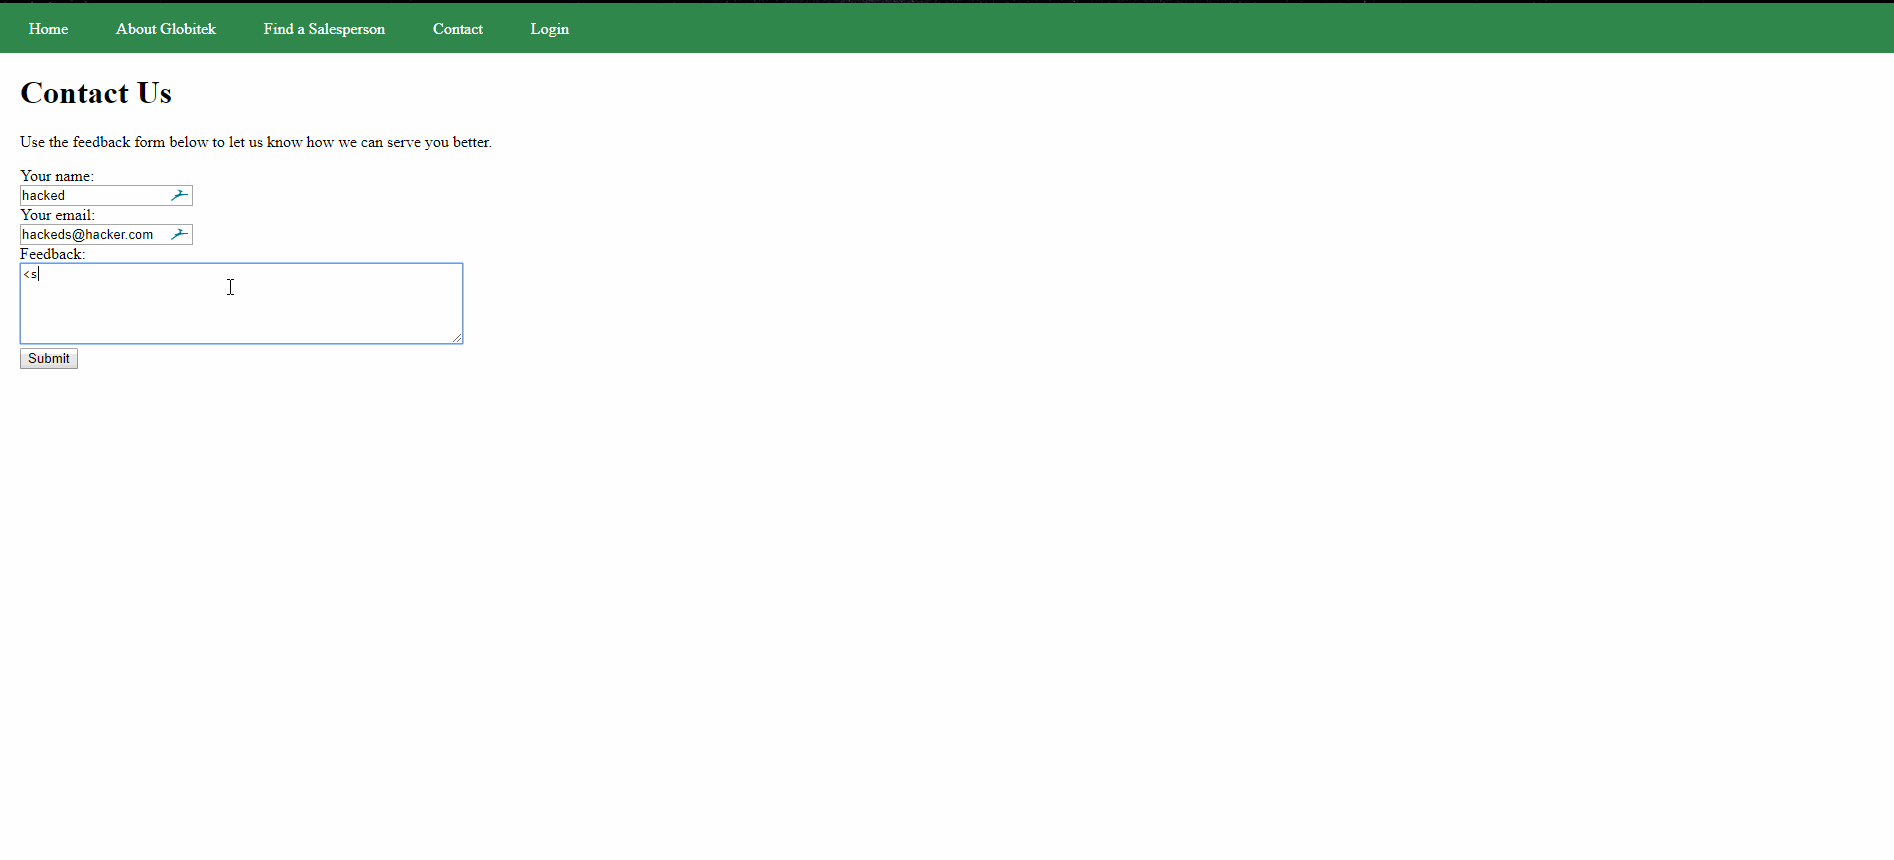 Home About Globitek Find a Salesperson Contact Login
Contact Us
Use the feedback form below to let us know how we can serve you better.
Your name:
hacked
Your email:
hackeds@hacker.com
Feedback:
<s
Submit